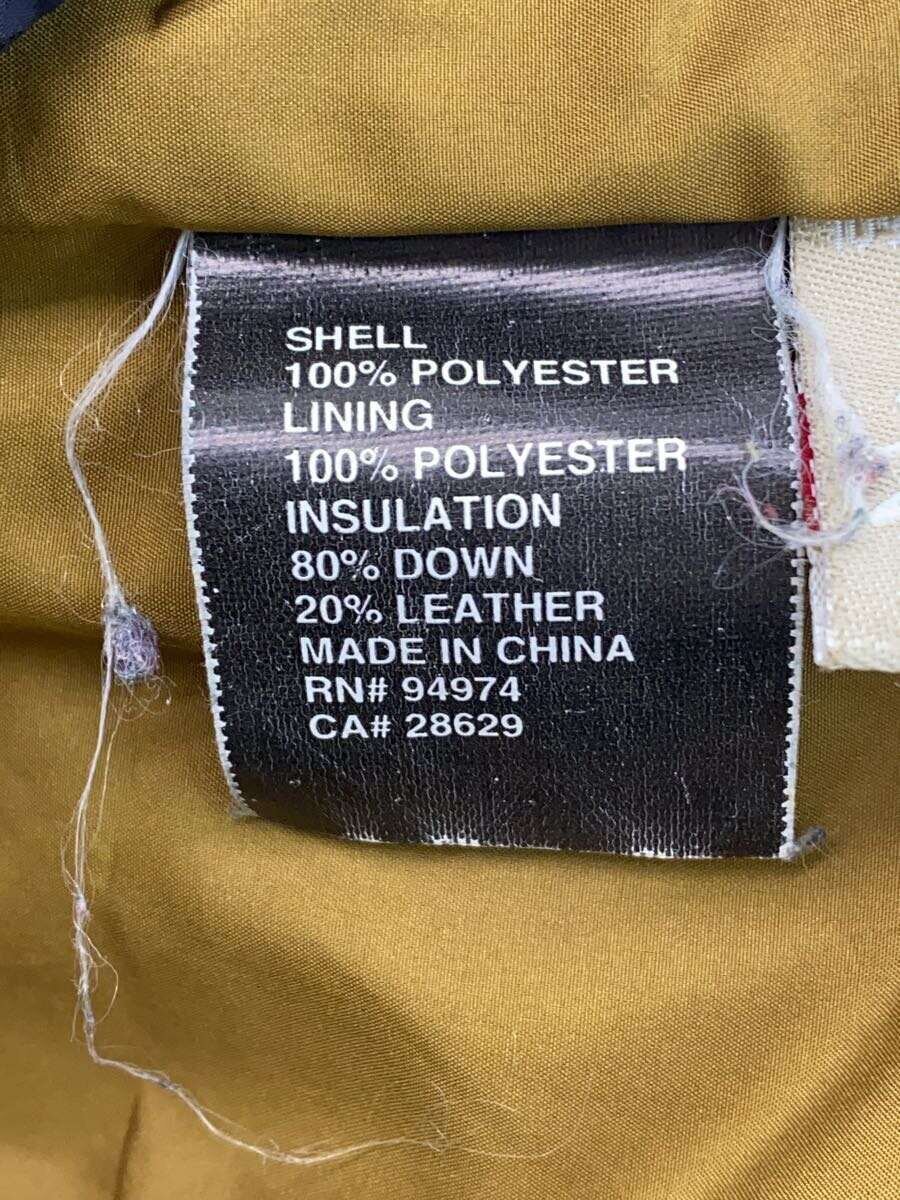 SHELL
100% POLYESTER
LINING
100% POLYESTER
INSULATION
80% DOWN
20% LEATHER
MADE IN CHINA
RN# 94974
CA# 28629